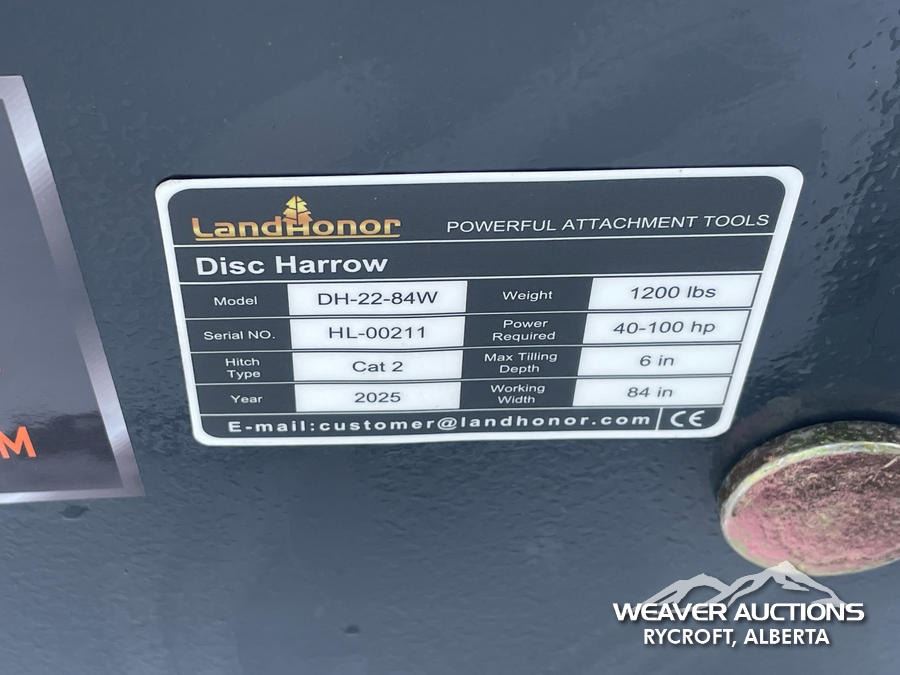 LandHonor POWERFUL ATTACHMENT TOOLS
Disc Harrow
Model DH-22-84W Weight 1200 lbs
Serial NO. HL-00211 Power Required 40-100 hp
Hitch Type Cat 2 Max Tilling Depth 6 in
Year 2025 Working Width 84 in
E-mail:customer@landhonor.com CE
M
WEAVER AUCTIONS
RYCROFT, ALBERTA